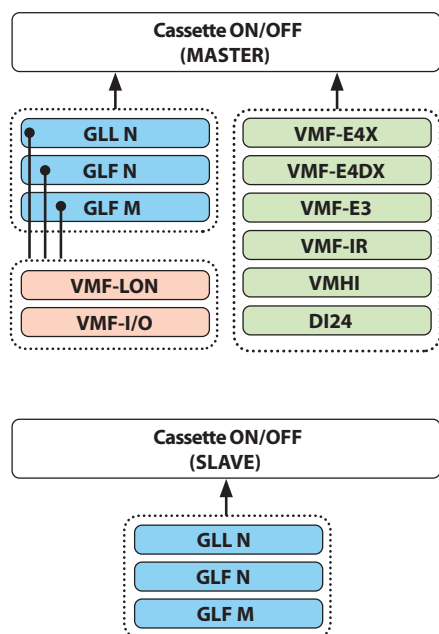 Cassette ON/OFF
(MASTER)
GLL N
GLF N
GLF M
VMF-LON
VMF-I/O
VMF-E4X
VMF-E4DX
VMF-E3
VMF-IR
VMHI
DI24
Cassette ON/OFF
(SLAVE)
GLL N
GLF N
GLF M